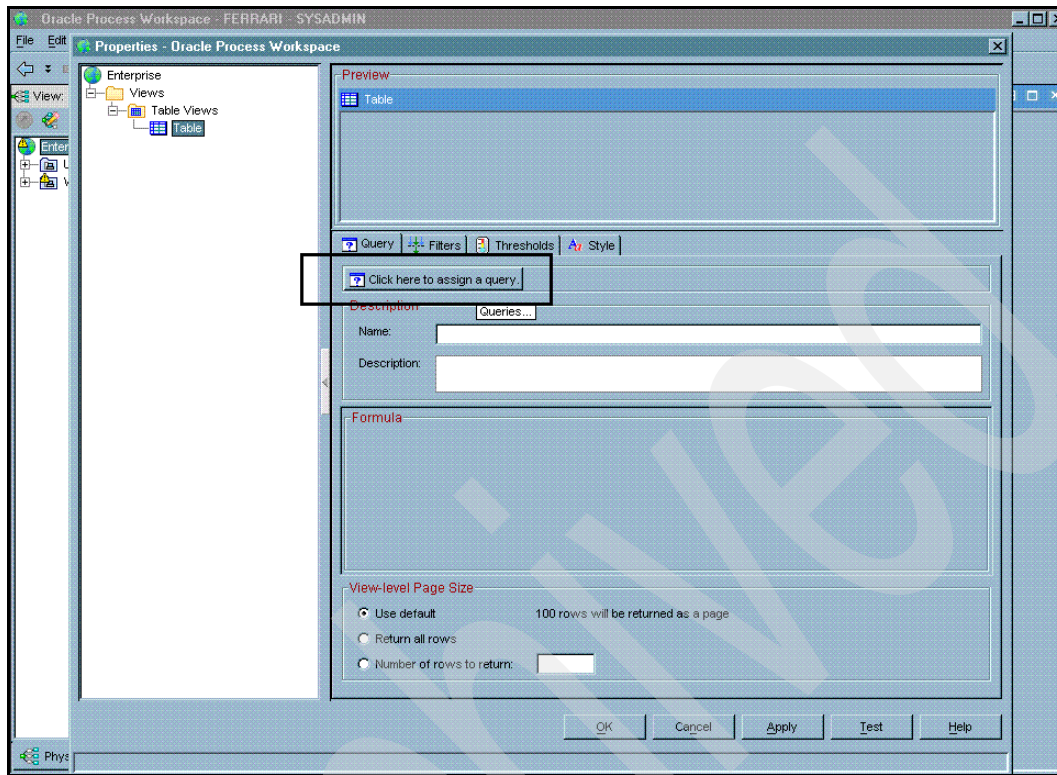 Oracle Process Workspace - FERRARI - SYSADMIN
File Edit
Properties - Oracle Process Workspace
View:
Enterprise
Views
Table Views
Table
Preview
Table
Query Filters Thresholds Style
Click here to assign a query.
Queries...
Description
Name:
Description:
Formula
View-level Page Size
Use default 100 rows will be returned as a page
Return all rows
Number of rows to return:
OK Cancel Apply Test Help
Enter
U
Phys